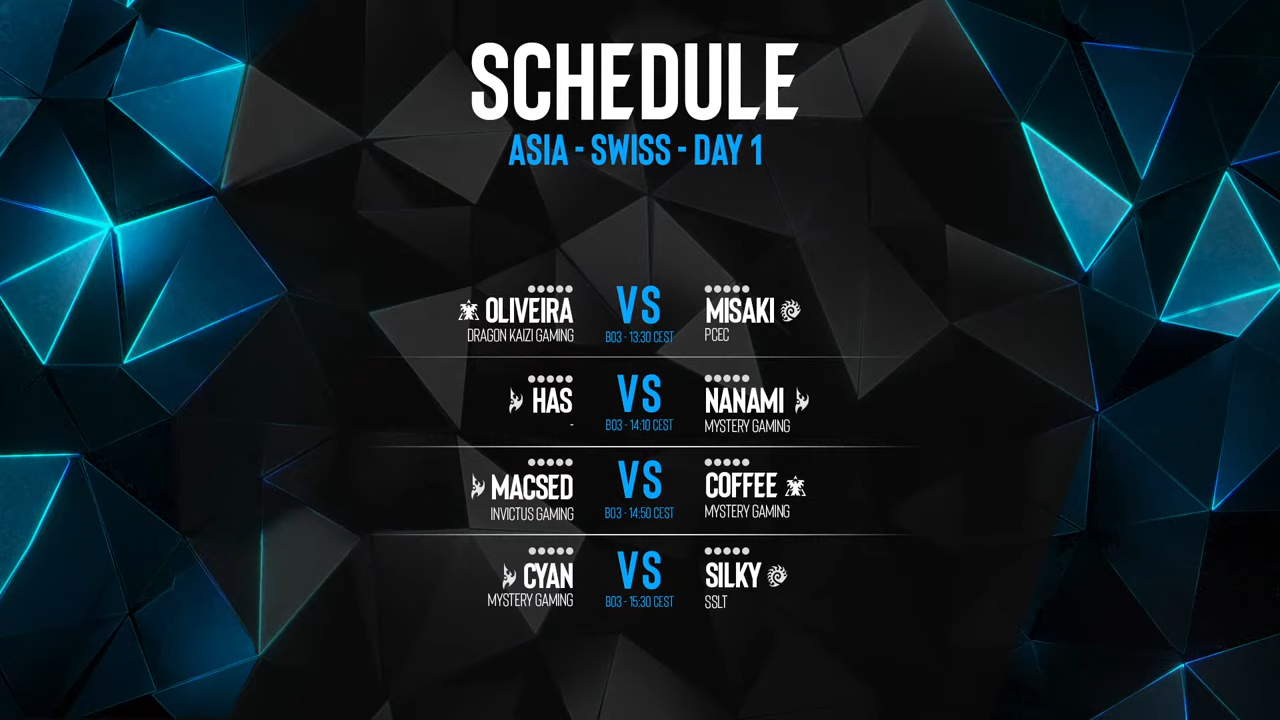 SCHEDULE
ASIA - SWISS - DAY 1
OLIVEIRA VS MISAKI
DRAGON KAIZI GAMING BO3 - 13:30 CEST PCEC
HAS VS NANAMI
- BO3 - 14:10 CEST MYSTERY GAMING
MACSED VS COFFEE
INVICTUS GAMING BO3 - 14:50 CEST MYSTERY GAMING
CYAN VS SILKY
MYSTERY GAMING BO3 - 15:30 CEST SSLT